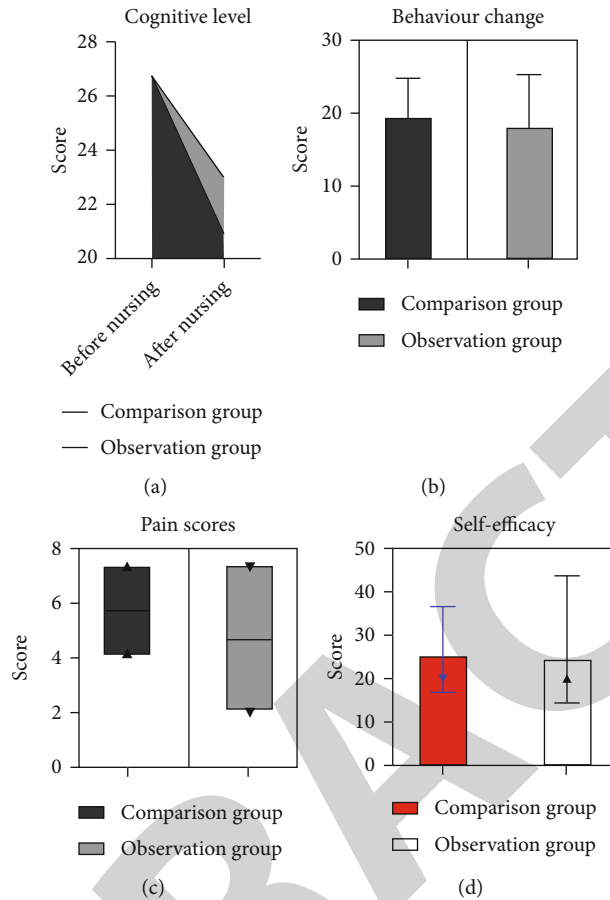 Cognitive level
Score
28
26
24
22
20
Before nursing
After nursing
Comparison group
Observation group
(a)
Behaviour change
Score
30
20
10
0
Comparison group
Observation group
(b)
Pain scores
Score
8
6
4
2
0
Comparison group
Observation group
(c)
Self-efficacy
Score
50
40
30
20
10
0
Comparison group
Observation group
(d)